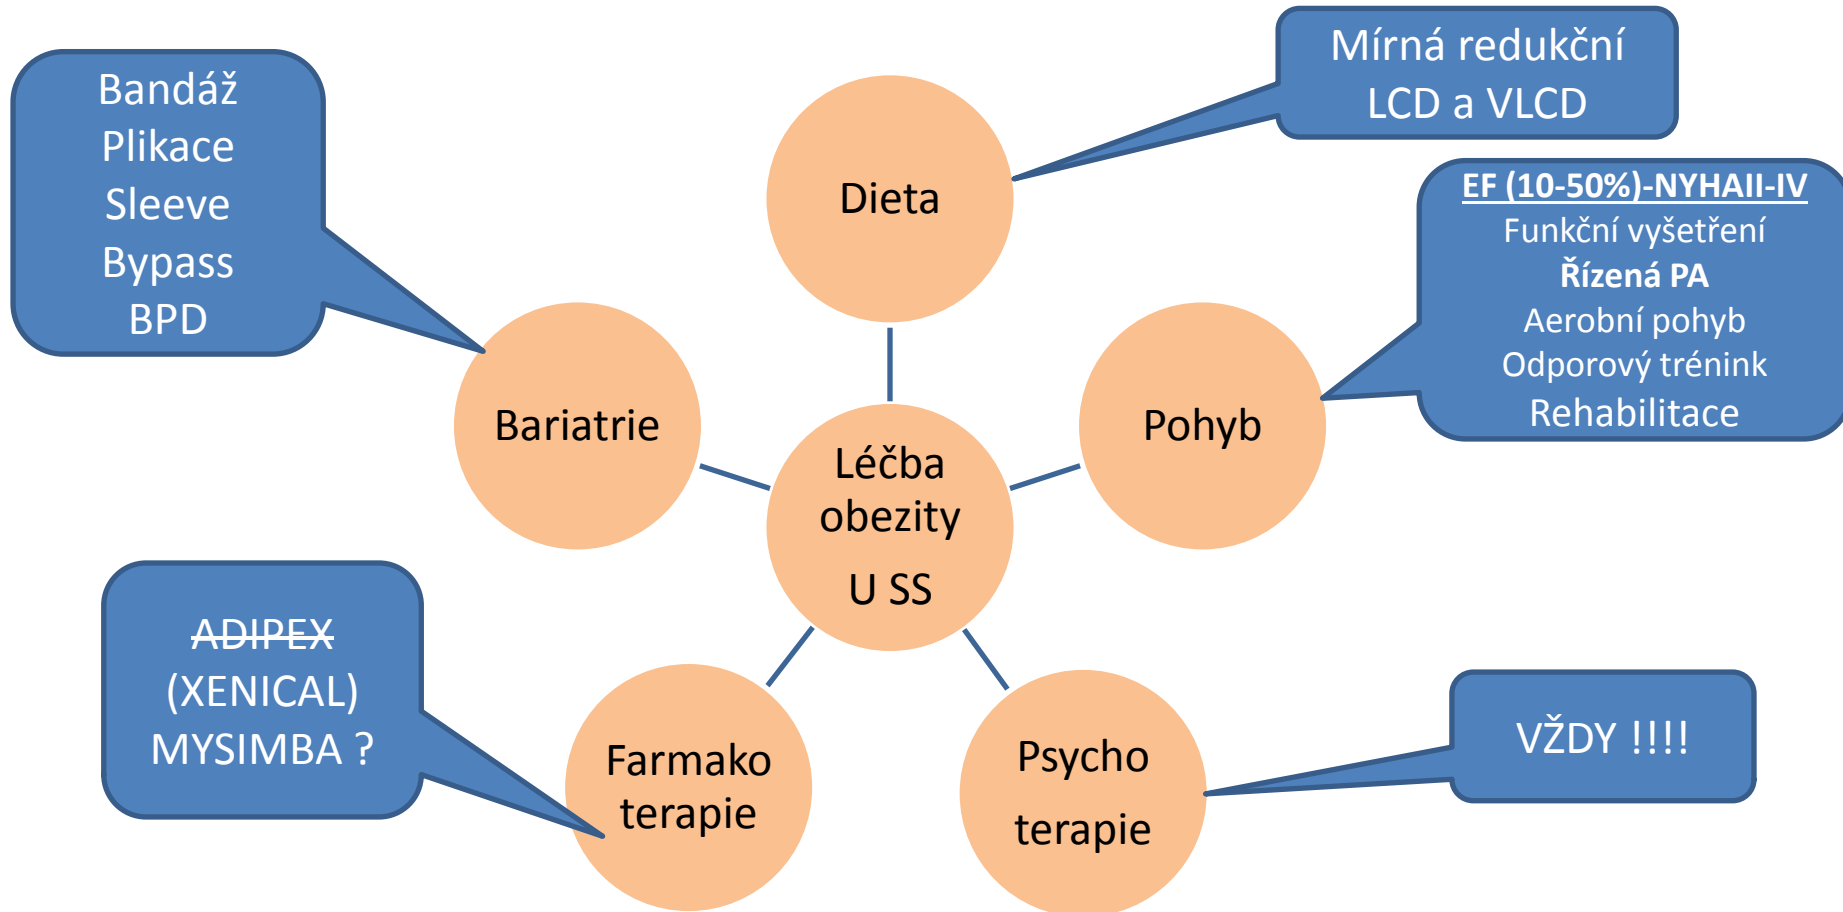 Mírná redukční
LCD a VLCD
Bandáž
Plikace
Sleeve
Bypass
BPD
Dieta
EF (10-50%)-NYHAII-IV
Funkční vyšetření
Řízená PA
Aerobní pohyb
Odporový trénink
Rehabilitace
Bariatrie
Pohyb
Léčba
obezity
U SS
ADIPEX
(XENICAL)
MYSIMBA ?
Farmako
terapie
Psycho
terapie
VŽDY !!!!